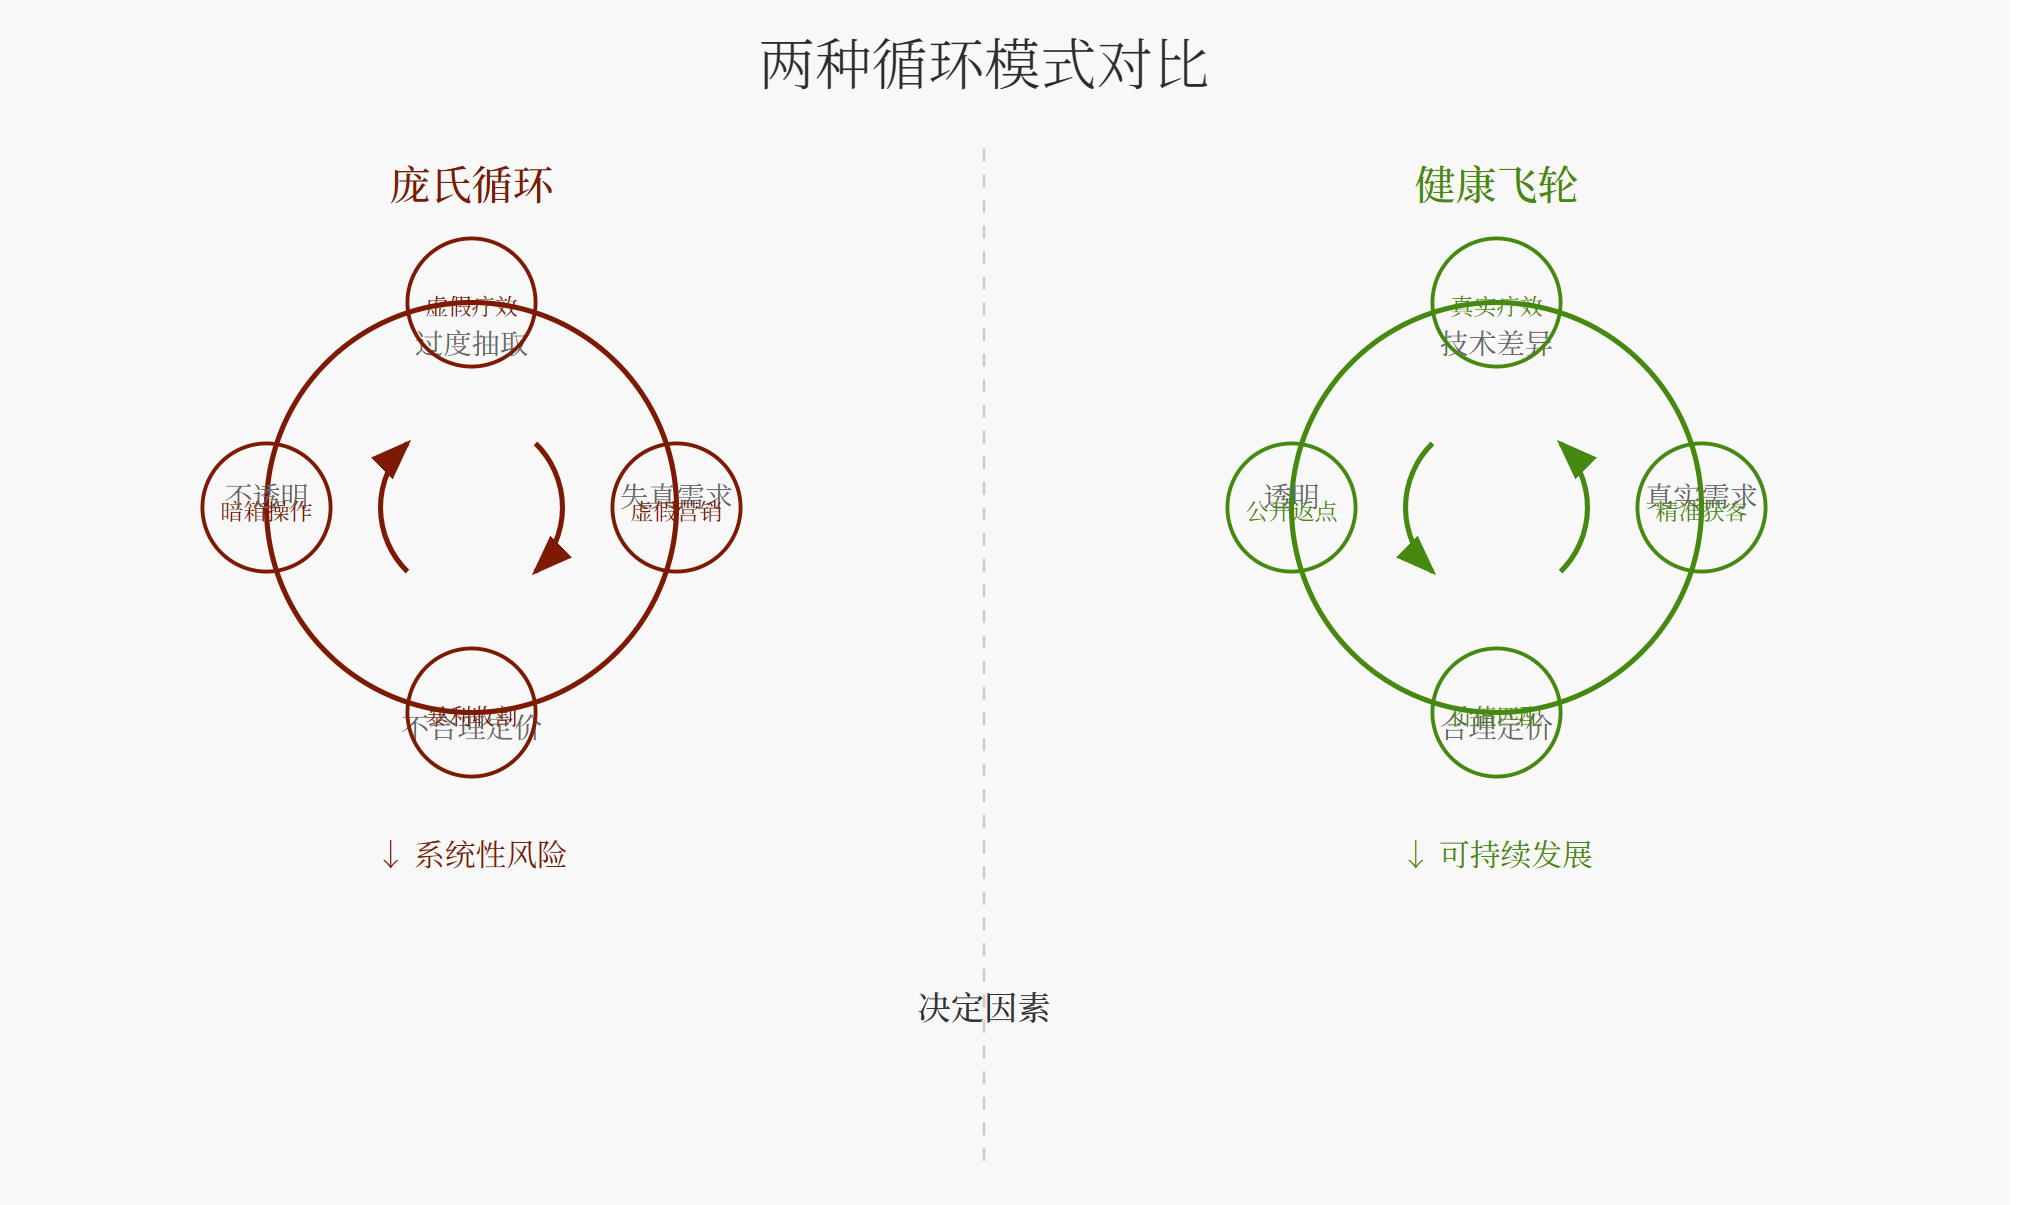 两种循环模式对比
庞氏循环
虚假疗效
过度抽取
不透明
暗箱操作
失真需求
虚假营销
暴利收割
不合理定价
↓ 系统性风险
健康飞轮
真实疗效
技术差异
透明
公开返点
真实需求
精准获客
价值匹配
合理定价
↓ 可持续发展
决定因素